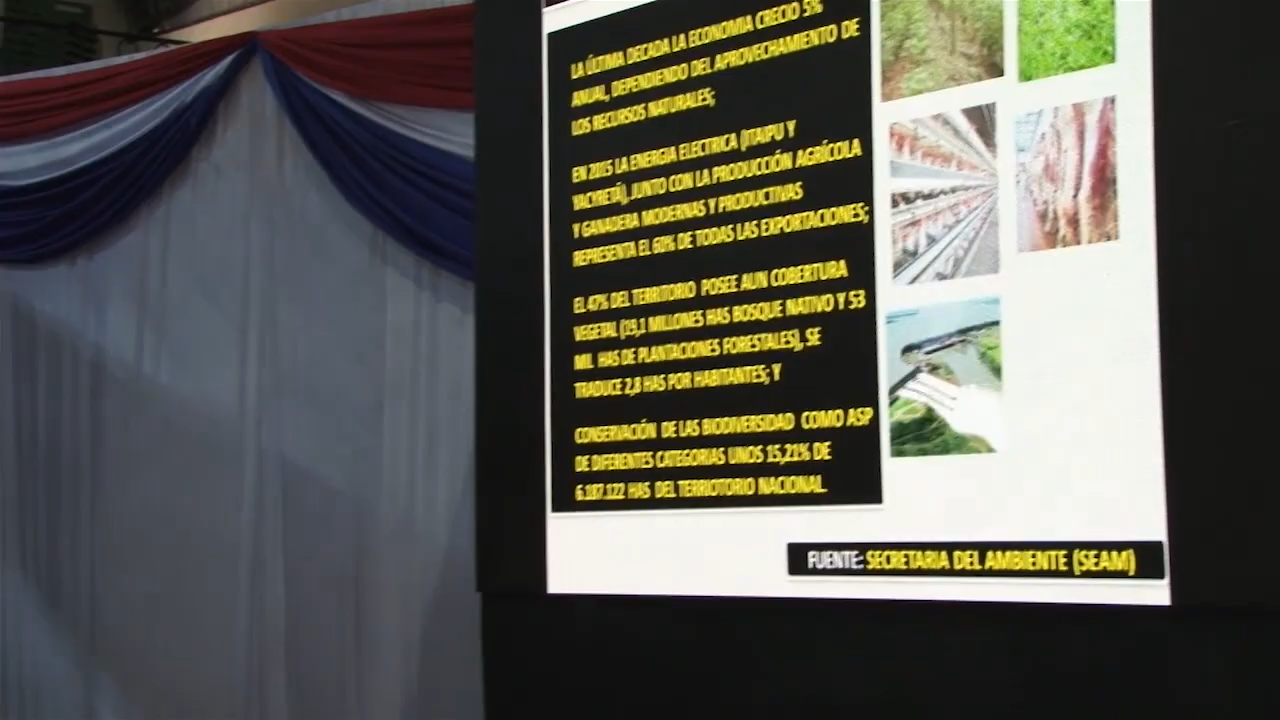 LA ÚLTIMA DECADA LA ECONOMIA CRECIO 5%
ANUAL, DEPENDIENDO DEL APROVECHAMIENTO DE
LOS RECURSOS NATURALES;
EN 2015 LA ENERGIA ELECTRICA (ITAIPU Y
YACYRETÃ), JUNTO CON LA PRODUCCIÓN AGRÍCOLA
Y GANADERA MODERNAS Y PRODUCTIVAS
REPRESENTA EL 60% DE TODAS LAS EXPORTACIONES;
EL 47% DEL TERRITORIO POSEE AUN COBERTURA
VEGETAL (19,1 MILLONES HAS BOSQUE NATIVO Y 53
MIL HAS DE PLANTACIONES FORESTALES), SE
TRADUCE 2,8 HAS POR HABITANTES; Y
CONSERVACIÓN DE LAS BIODIVERSIDAD COMO ASP
DE DIFERENTES CATEGORIAS UNOS 15,21% DE
6.187.122 HAS DEL TERRIOTORIO NACIONAL.
FUENTE: SECRETARIA DEL AMBIENTE (SEAM)